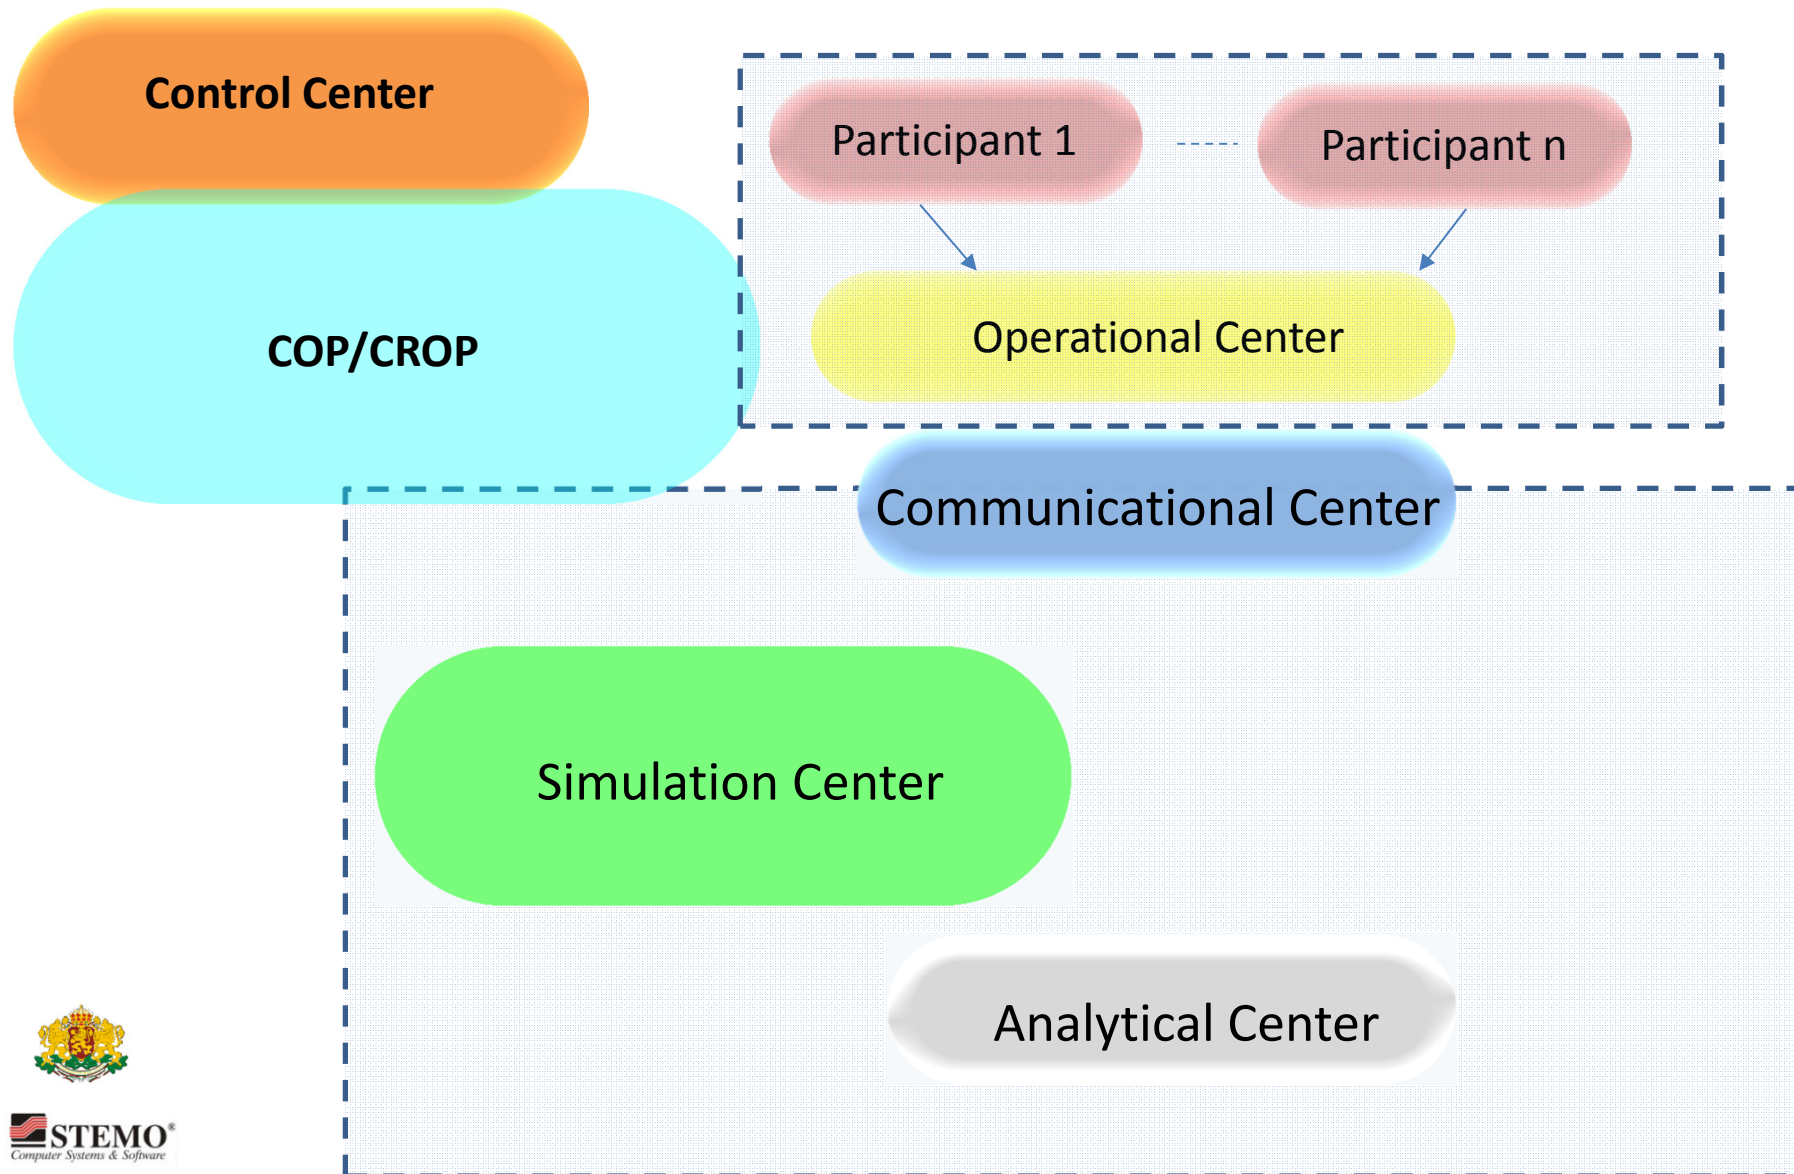 Control Center
Participant 1
Participant n
COP/CROP
Operational Center
Communicational Center
Simulation Center
Analytical Center
STEMO®
Computer Systems & Software